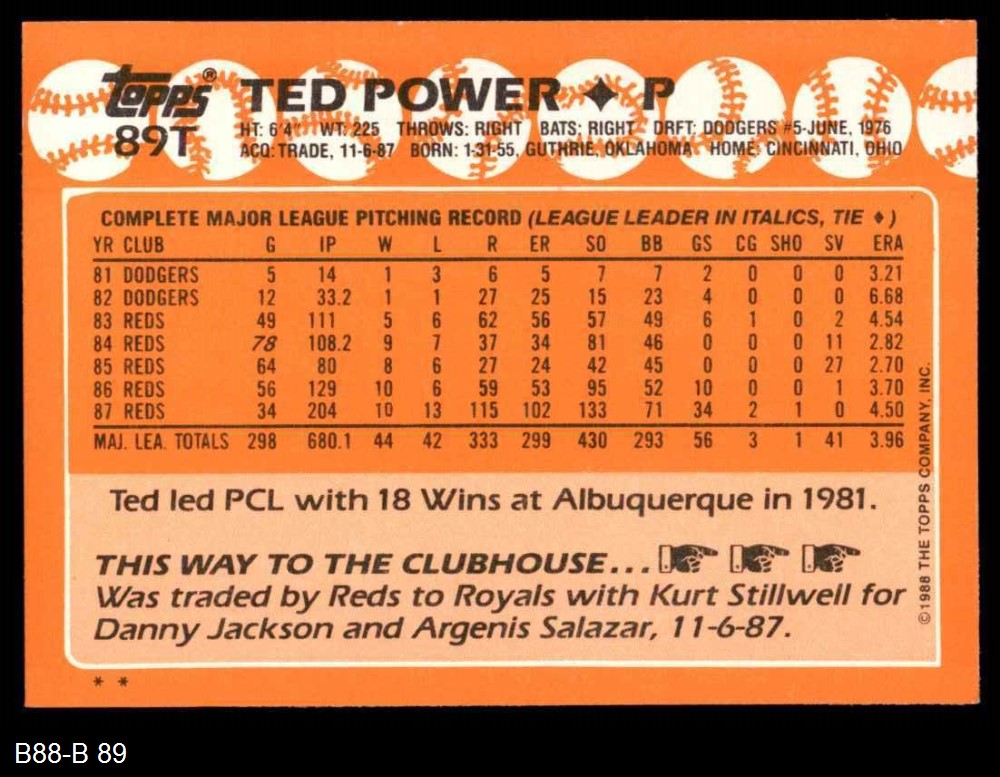 topps® TED POWER ✦ P
89T
HT: 6'4" WT: 225 THROWS: RIGHT BATS: RIGHT DRFT: DODGERS #5-JUNE, 1976
ACQ: TRADE, 11-6-87 BORN: 1-31-55, GUTHRIE, OKLAHOMA HOME: CINCINNATI, OHIO
COMPLETE MAJOR LEAGUE PITCHING RECORD (LEAGUE LEADER IN ITALICS, TIE ♦)
YR CLUB G IP W L R ER SO BB GS CG SHO SV ERA
81 DODGERS 5 14 1 3 6 5 7 7 2 0 0 0 3.21
82 DODGERS 12 33.2 1 1 27 25 15 23 4 0 0 0 6.68
83 REDS 49 111 5 6 62 56 57 49 6 1 0 2 4.54
84 REDS 78 108.2 9 7 37 34 81 46 0 0 0 11 2.82
85 REDS 64 80 8 6 27 24 42 45 0 0 0 27 2.70
86 REDS 56 129 10 6 59 53 95 52 10 0 0 1 3.70
87 REDS 34 204 10 13 115 102 133 71 34 2 1 0 4.50
MAJ. LEA. TOTALS 298 680.1 44 42 333 299 430 293 56 3 1 41 3.96
Ted led PCL with 18 Wins at Albuquerque in 1981.
THIS WAY TO THE CLUBHOUSE...
Was traded by Reds to Royals with Kurt Stillwell for
Danny Jackson and Argenis Salazar, 11-6-87.
©1988 THE TOPPS COMPANY, INC.
* *
B88-B 89